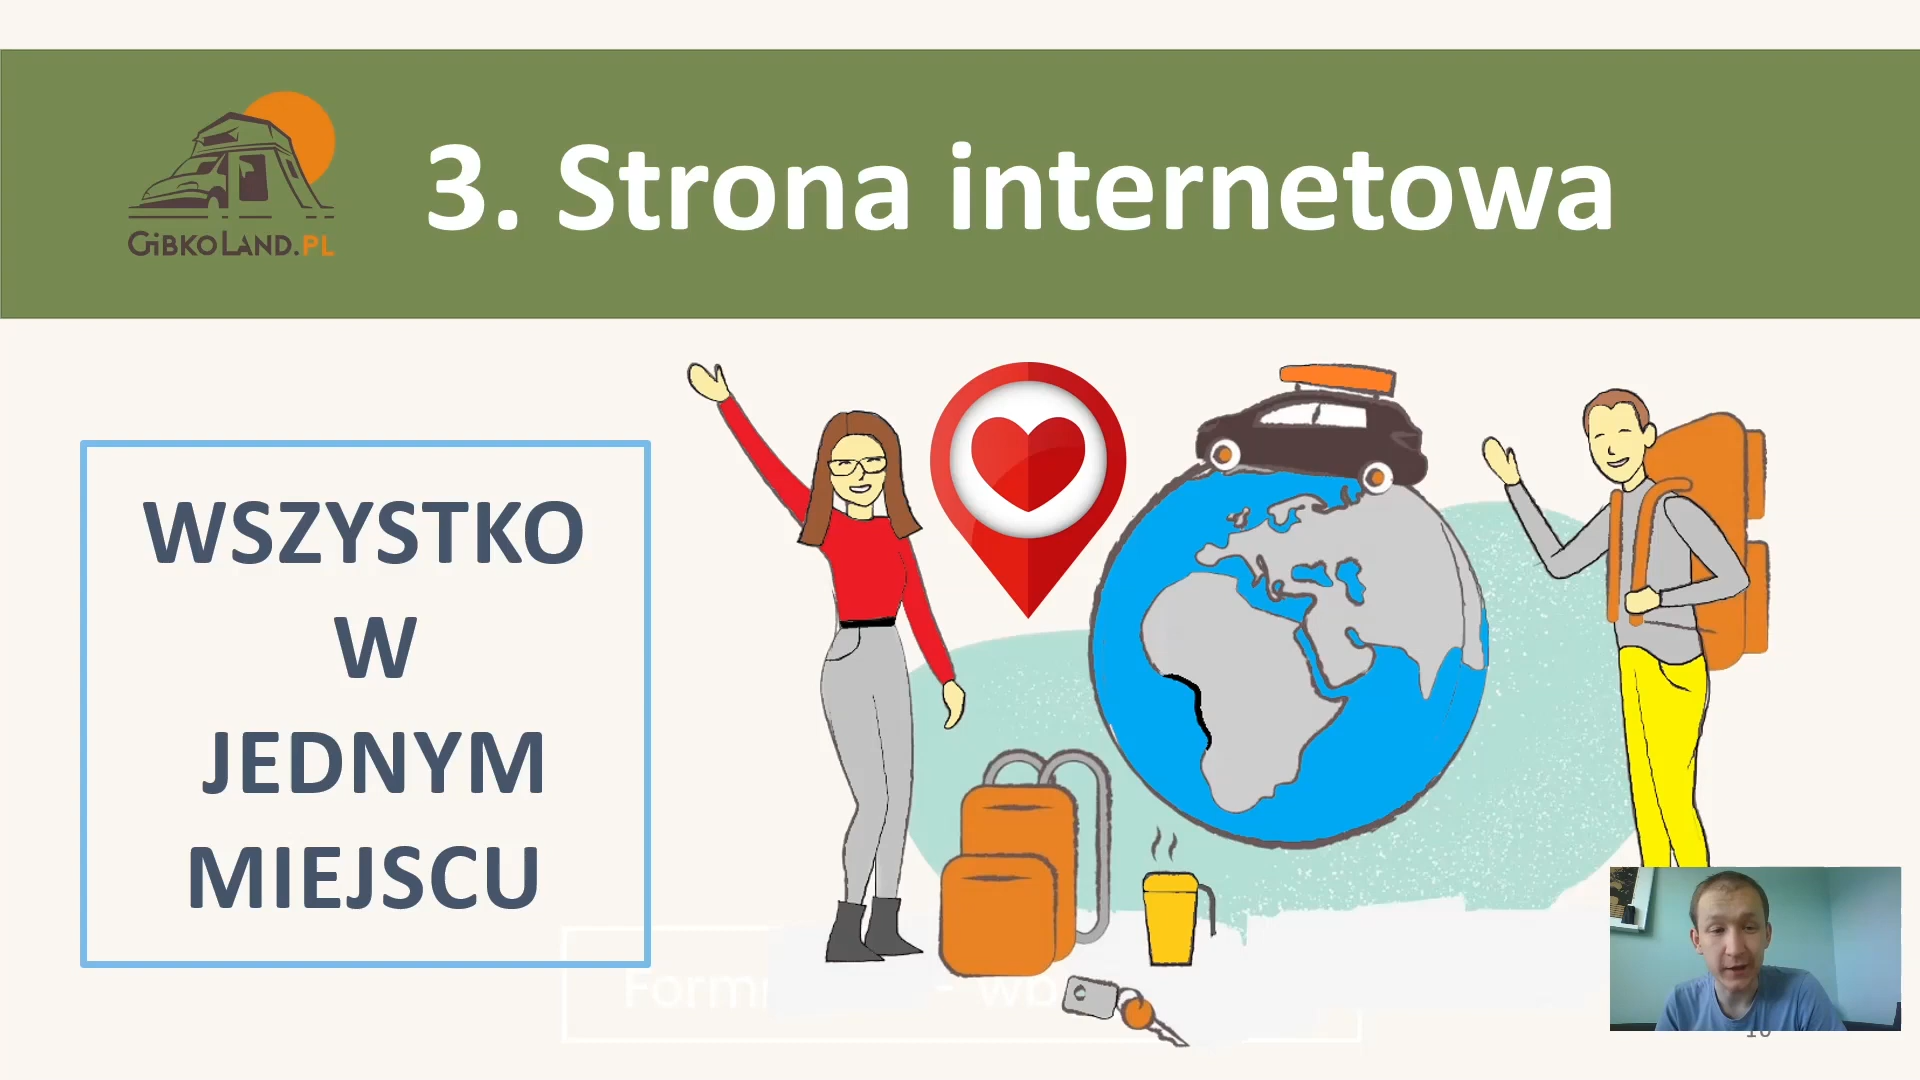 GiBKOLAND.PL
3. Strona internetowa
WSZYSTKO
W
JEDNYM
MIEJSCU